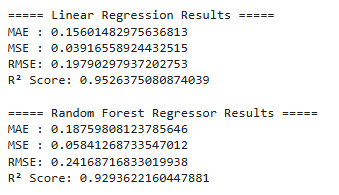 ===== Linear Regression Results =====
MAE : 0.15601482975636813
MSE : 0.03916558924432515
RMSE: 0.19790297937202753
R² Score: 0.9526375080874039
===== Random Forest Regressor Results =====
MAE : 0.18759808123785646
MSE : 0.05841268733547012
RMSE: 0.24168716833019938
R² Score: 0.9293622160447881